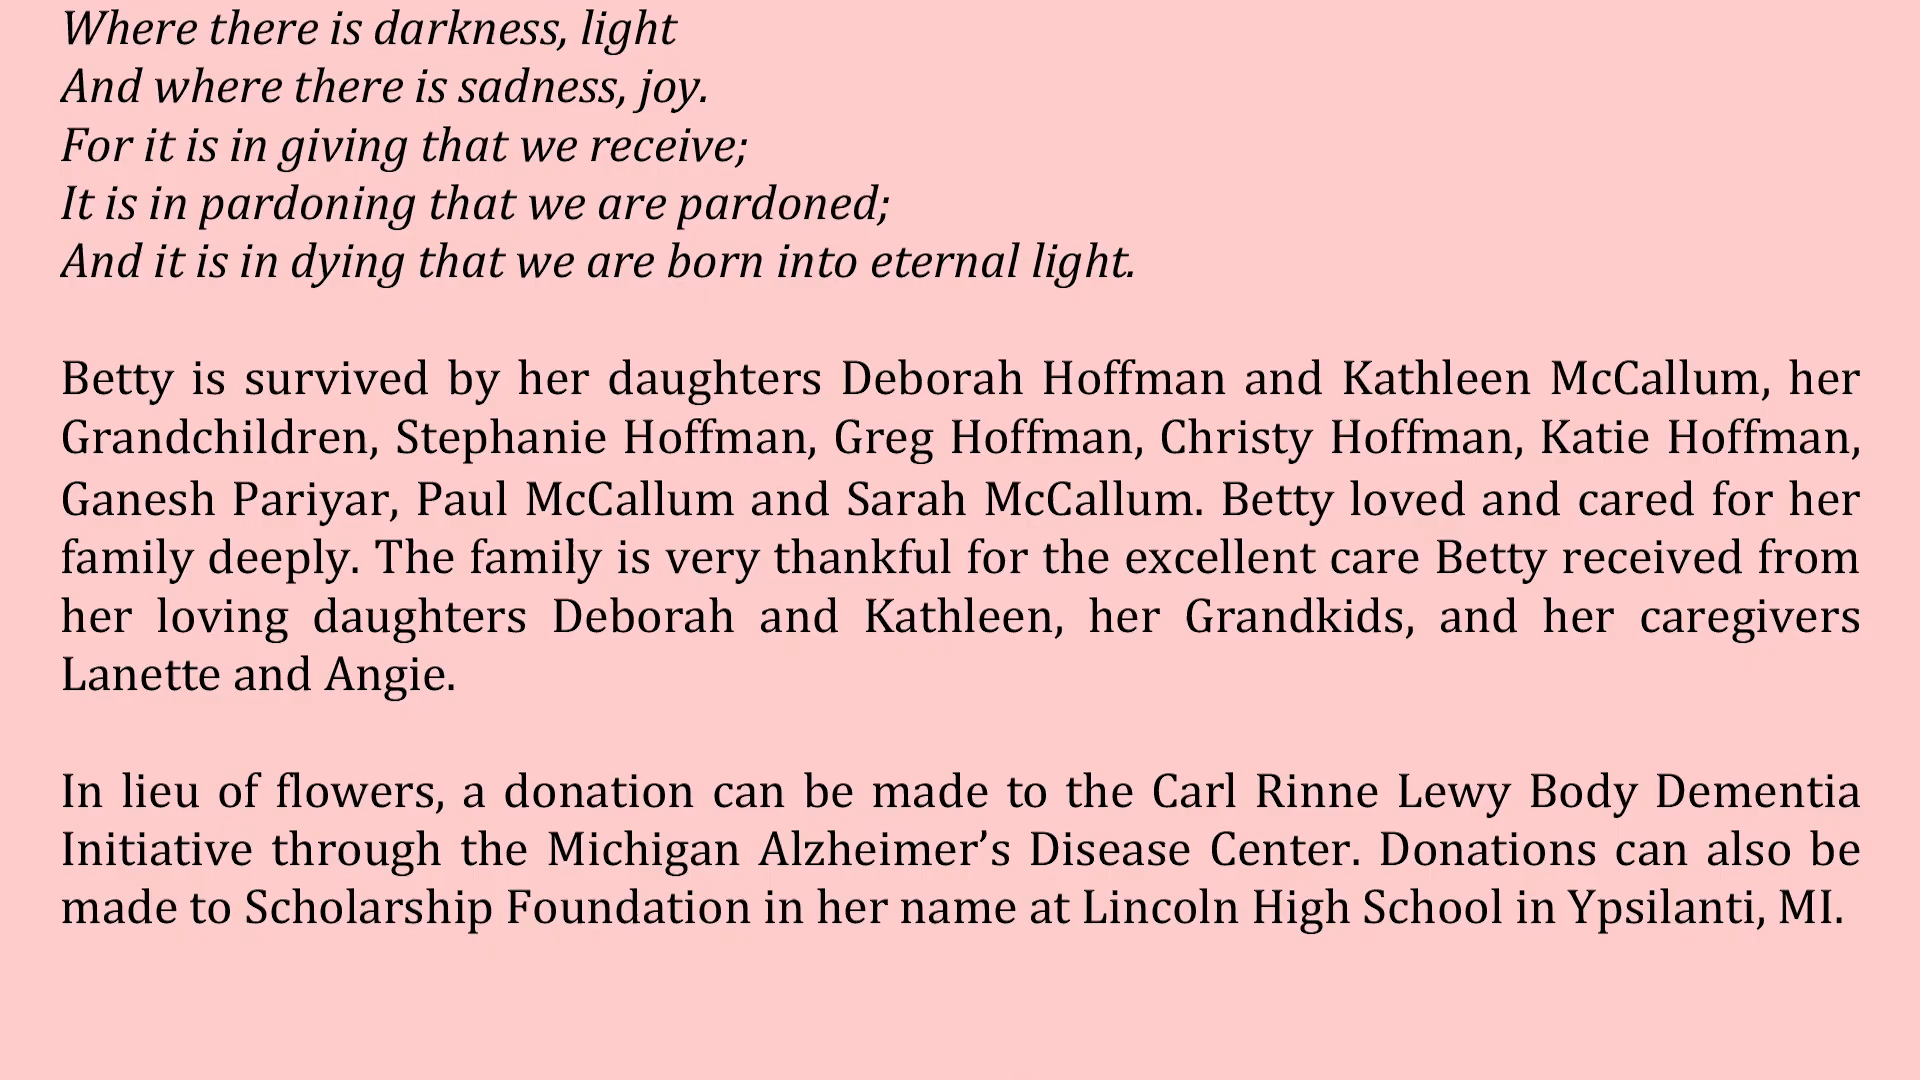 Where there is darkness, light
And where there is sadness, joy.
For it is in giving that we receive;
It is in pardoning that we are pardoned;
And it is in dying that we are born into eternal light.
Betty is survived by her daughters Deborah Hoffman and Kathleen McCallum, her
Grandchildren, Stephanie Hoffman, Greg Hoffman, Christy Hoffman, Katie Hoffman,
Ganesh Pariyar, Paul McCallum and Sarah McCallum. Betty loved and cared for her
family deeply. The family is very thankful for the excellent care Betty received from
her loving daughters Deborah and Kathleen, her Grandkids, and her caregivers
Lanette and Angie.
In lieu of flowers, a donation can be made to the Carl Rinne Lewy Body Dementia
Initiative through the Michigan Alzheimer’s Disease Center. Donations can also be
made to Scholarship Foundation in her name at Lincoln High School in Ypsilanti, MI.